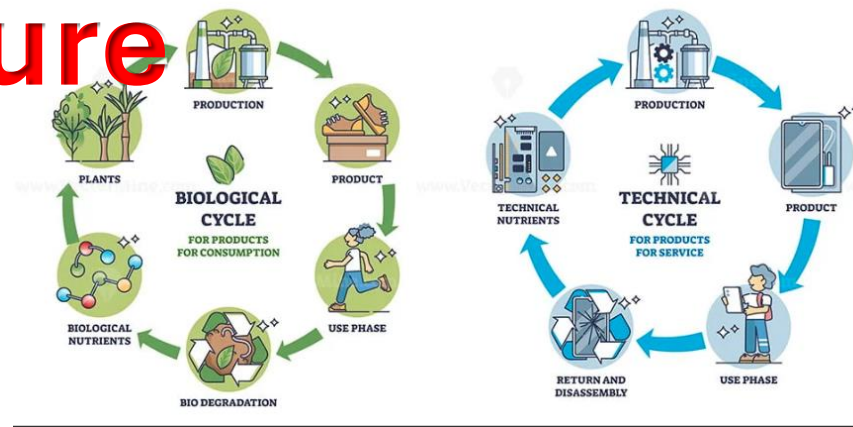 ure
PRODUCTION
PRODUCT
USE PHASE
BIO DEGRADATION
BIOLOGICAL
NUTRIENTS
PLANTS
BIOLOGICAL
CYCLE
FOR PRODUCTS
FOR CONSUMPTION
PRODUCTION
PRODUCT
USE PHASE
RETURN AND
DISASSEMBLY
TECHNICAL
NUTRIENTS
TECHNICAL
CYCLE
FOR PRODUCTS
FOR SERVICE